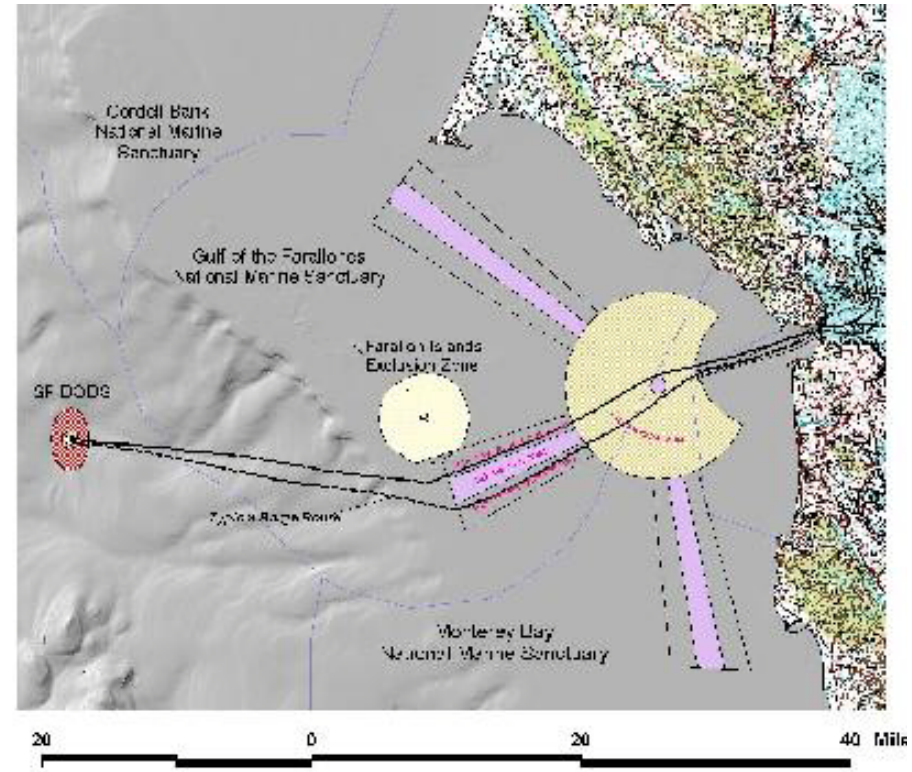 Cordell Bank
National Marine
Sanctuary
Gulf of the Farallones
National Marine Sanctuary
Farallon Islands
Exclusion Zone
SF DODS
Typical Barge Route
Monterey Bay
National Marine Sanctuary
20 0 20 40 Mile